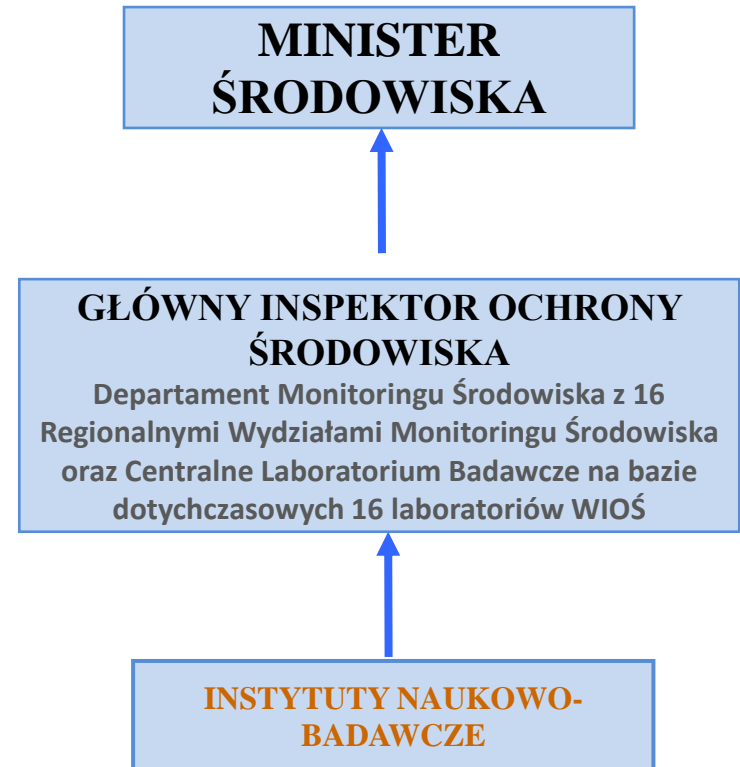 MINISTER
ŚRODOWISKA
GŁÓWNY INSPEKTOR OCHRONY
ŚRODOWISKA
Departament Monitoringu Środowiska z 16
Regionalnymi Wydziałami Monitoringu Środowiska
oraz Centralne Laboratorium Badawcze na bazie
dotychczasowych 16 laboratoriów WIOŚ
INSTYTUTY NAUKOWO-
BADAWCZE